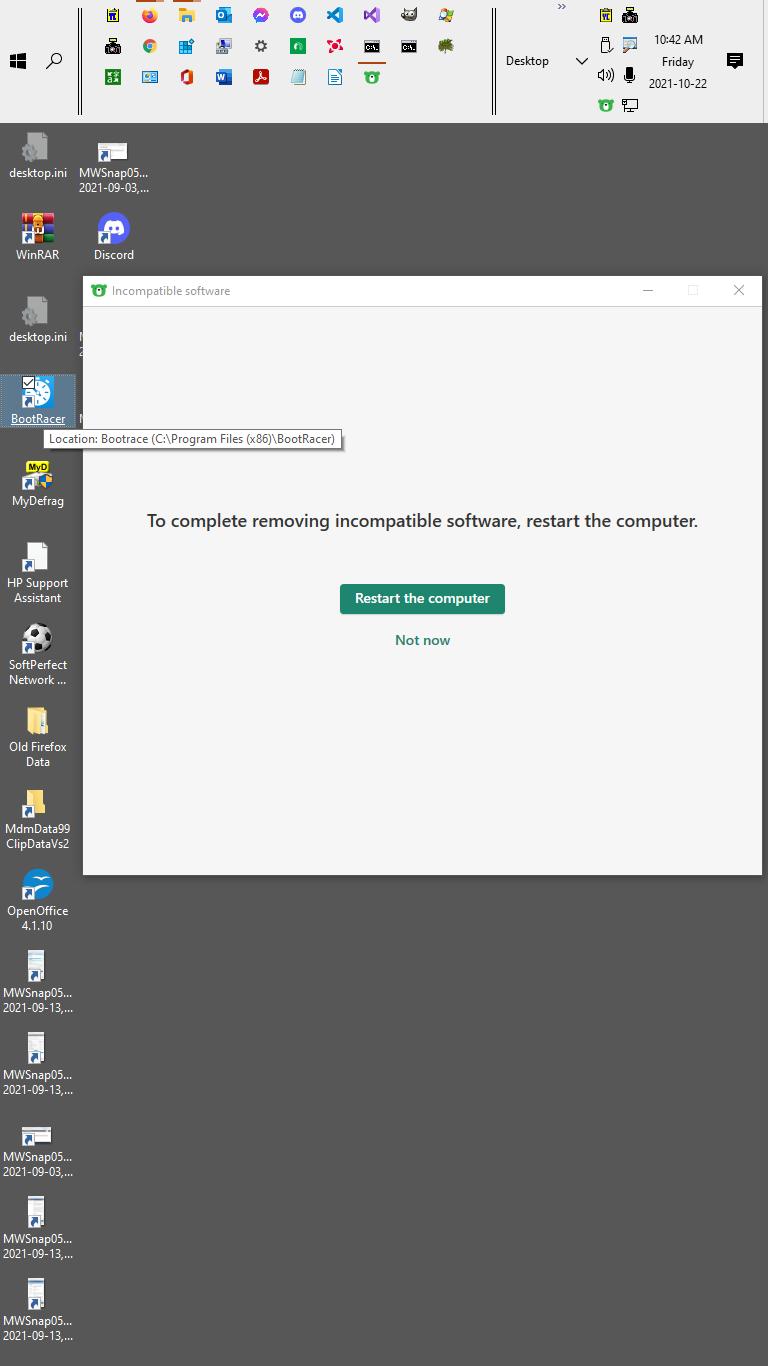 Desktop
10:42 AM
Friday
2021-10-22
desktop.ini
MWSnap05...
2021-09-03,...
WinRAR
Discord
Incompatible software
desktop.ini
BootRacer
Location: Bootrace (C:\Program Files (x86)\BootRacer)
MyDefrag
To complete removing incompatible software, restart the computer.
Restart the computer
Not now
HP Support
Assistant
SoftPerfect
Network ...
Old Firefox
Data
MdmData99
ClipDataVs2
OpenOffice
4.1.10
MWSnap05...
2021-09-13,...
MWSnap05...
2021-09-13,...
MWSnap05...
2021-09-03,...
MWSnap05...
2021-09-13,...
MWSnap05...
2021-09-13,...